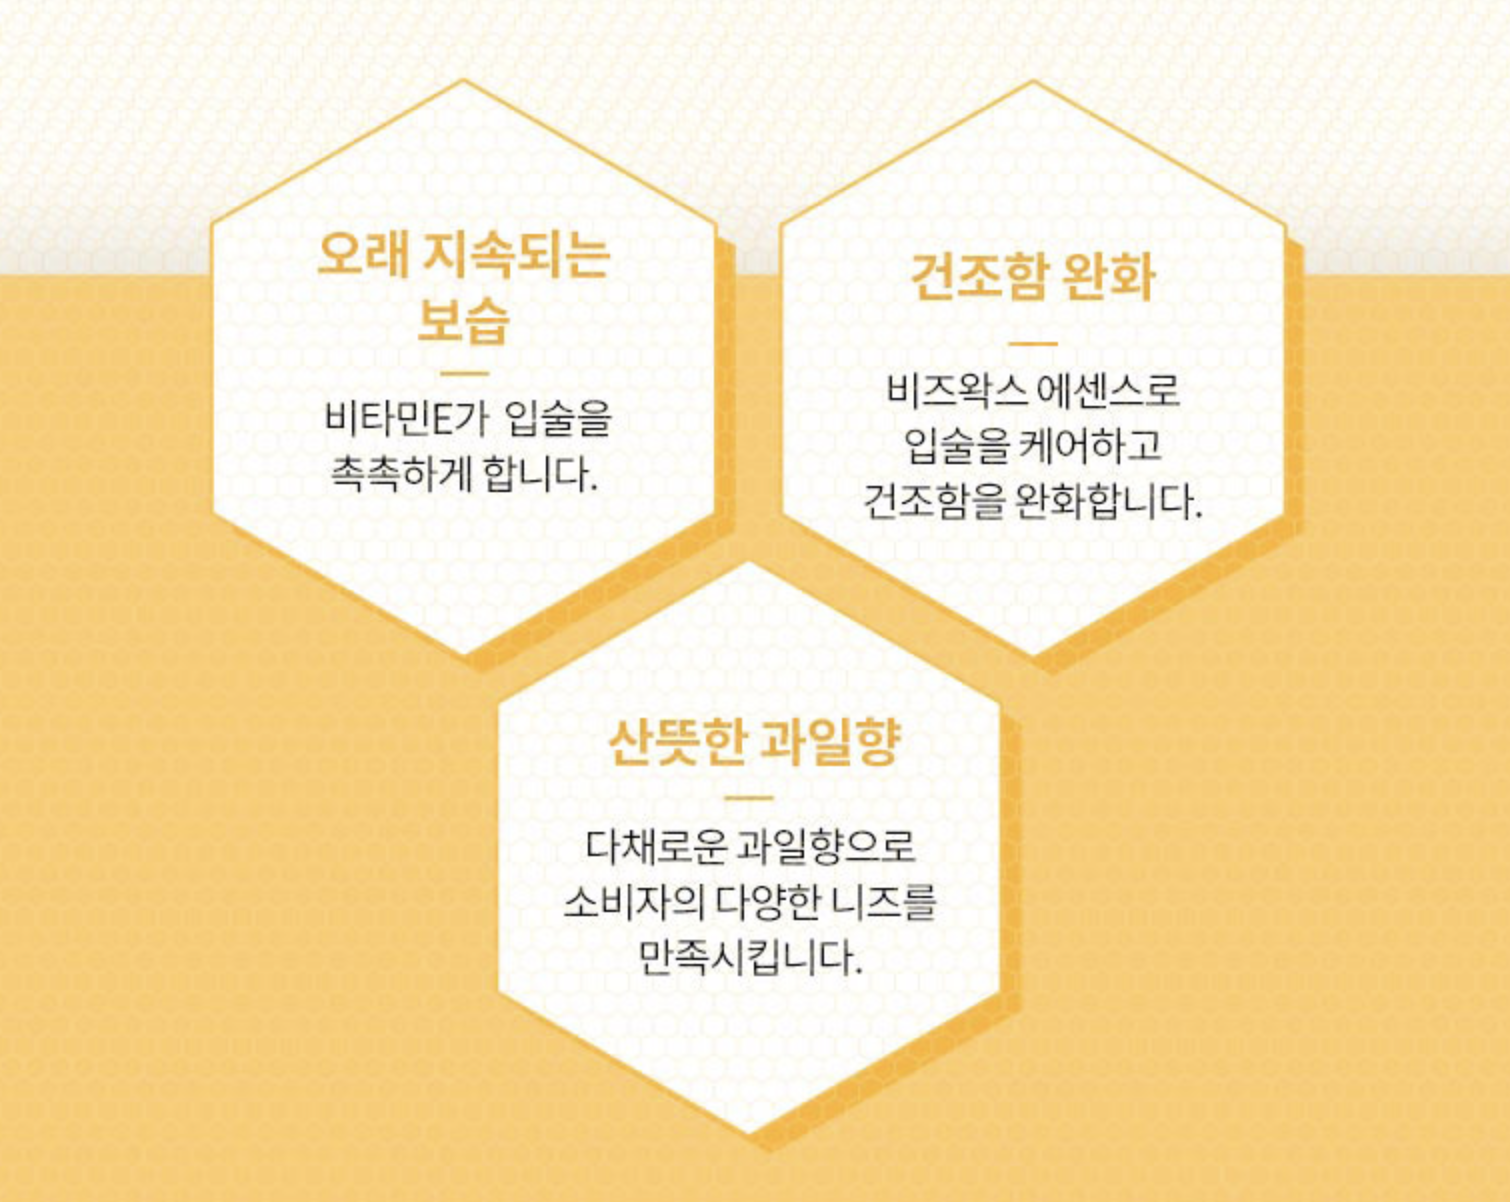 오래 지속되는
보습
비타민E가 입술을
촉촉하게 합니다.
건조함 완화
비즈왁스 에센스로
입술을 케어하고
건조함을 완화합니다.
산뜻한 과일향
다채로운 과일향으로
소비자의 다양한 니즈를
만족시킵니다.